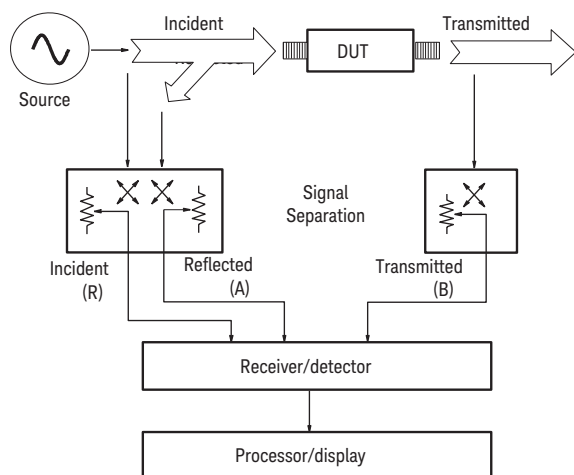 Incident
Transmitted
DUT
Source
Signal
Separation
Incident
(R)
Reflected
(A)
Transmitted
(B)
Receiver/detector
Processor/display